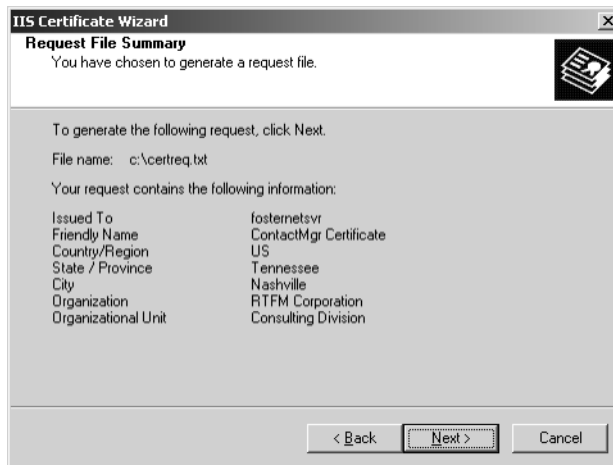 IIS Certificate Wizard
Request File Summary
You have chosen to generate a request file.
To generate the following request, click Next.
File name: c:\certreq.txt
Your request contains the following information:
Issued To fosternetsvr
Friendly Name ContactMgr Certificate
Country/Region US
State / Province Tennessee
City Nashville
Organization RTFM Corporation
Organizational Unit Consulting Division
< Back Next > Cancel